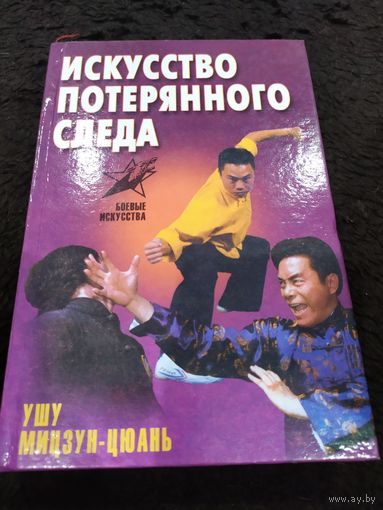 ИСКУССТВО
ПОТЕРЯННОГО
СЛЕДА
БОЕВЫЕ
ИСКУССТВА
УШУ
МИЦЗУН-ЦЮАНЬ
www.ay.by